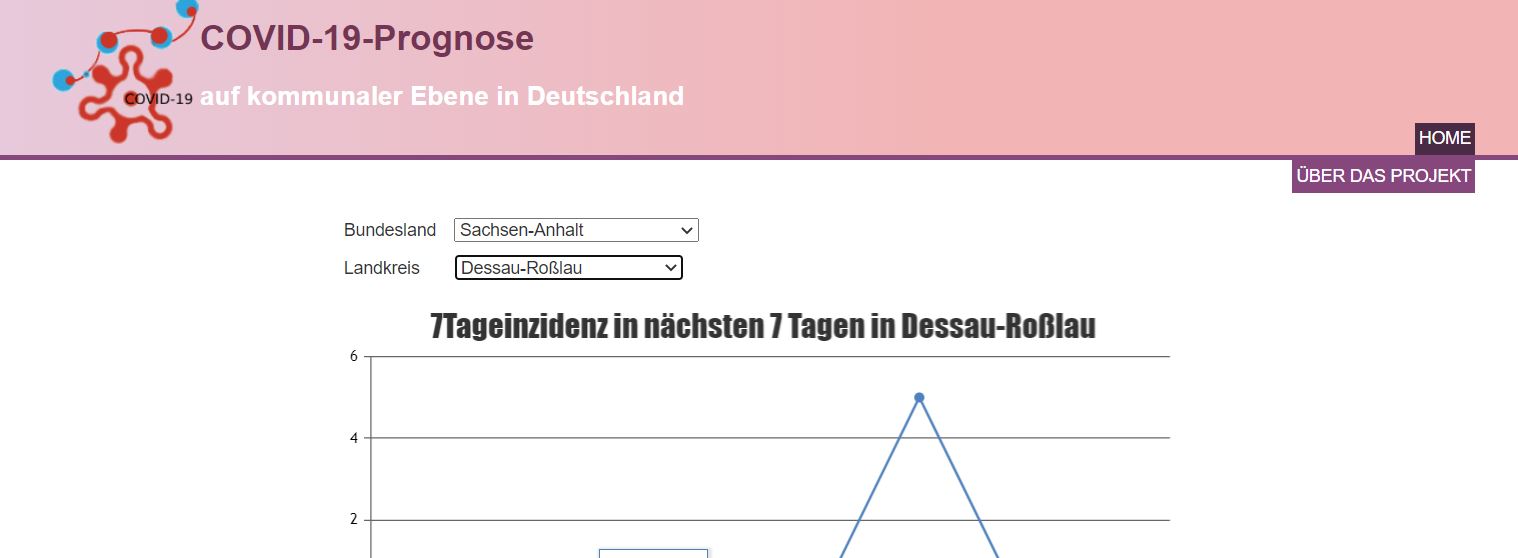 COVID-19-Prognose
COVID-19
auf kommunaler Ebene in Deutschland
HOME
ÜBER DAS PROJEKT
Bundesland Sachsen-Anhalt
Landkreis Dessau-Roßlau
7Tageinzidenz in nächsten 7 Tagen in Dessau-Roßlau
6
4
2